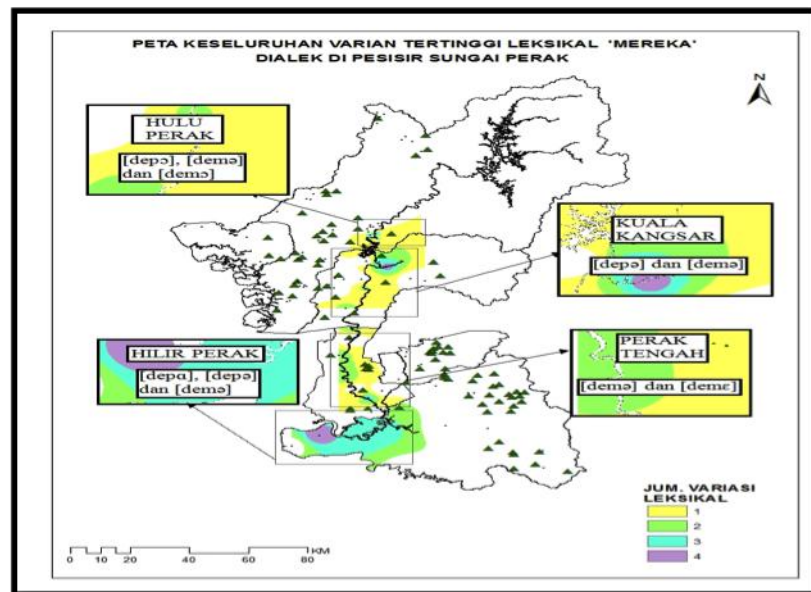 PETA KESELURUHAN VARIAN TERTINGGI LEKSIKAL 'MEREKA'
DIALEK DI PESISIR SUNGAI PERAK
N
HULU
PERAK
[depɔ], [demə]
dan [demɔ]
KUALA
KANGSAR
[depə] dan [demə]
HILIR PERAK
[depɑ], [depə]
dan [demə]
PERAK
TENGAH
[demə] dan [demɛ]
JUM. VARIASI
LEKSIKAL
1
2
3
4
KM
0 5 10 20 40 60 80